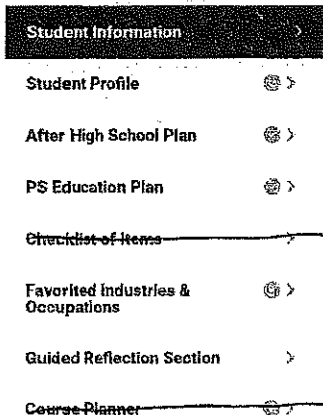 Student Information
Student Profile
After High School Plan
PS Education Plan
Checklist of Items
Favorited Industries &
Occupations
Guided Reflection Section
Course Planner